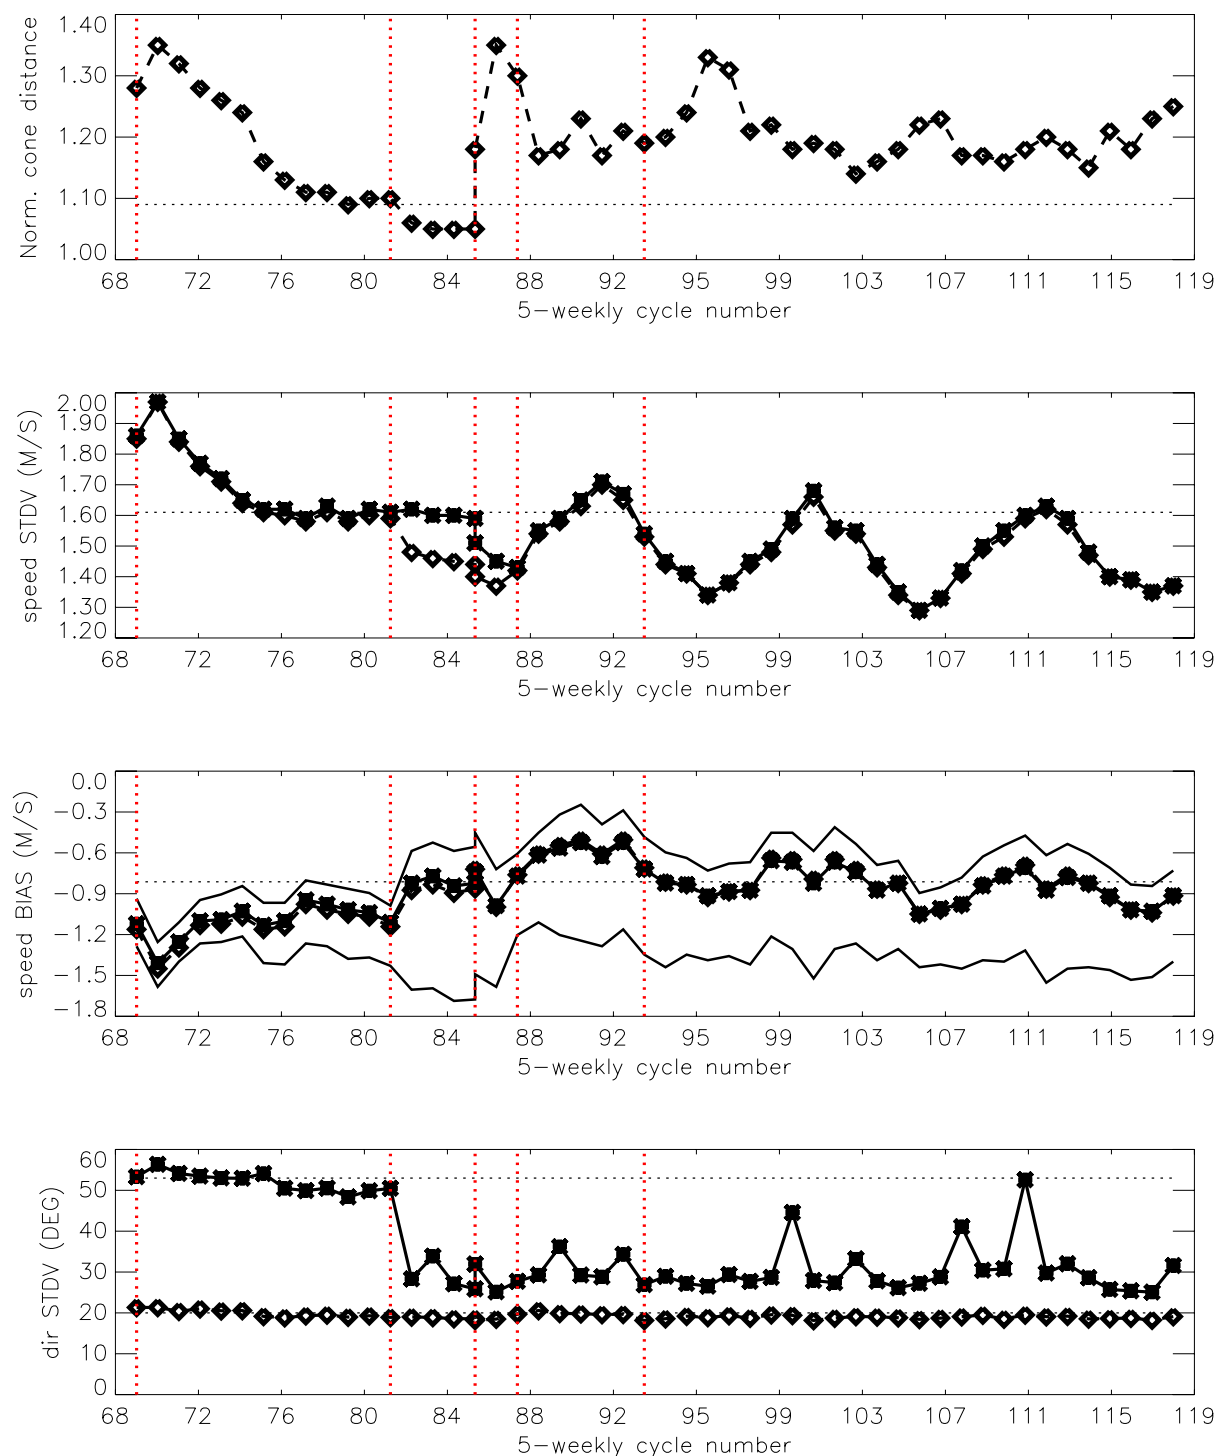 Norm. cone distance
1.40
1.30
1.20
1.10
1.00
68 72 76 80 84 88 92 95 99 103 107 111 115 119
5-weekly cycle number
speed STDV (M/S)
2.00
1.90
1.80
1.70
1.60
1.50
1.40
1.30
1.20
68 72 76 80 84 88 92 95 99 103 107 111 115 119
5-weekly cycle number
speed BIAS (M/S)
0.0
-0.3
-0.6
-0.9
-1.2
-1.5
-1.8
68 72 76 80 84 88 92 95 99 103 107 111 115 119
5-weekly cycle number
dir STDV (DEG)
60
50
40
30
20
10
0
68 72 76 80 84 88 92 95 99 103 107 111 115 119
5-weekly cycle number